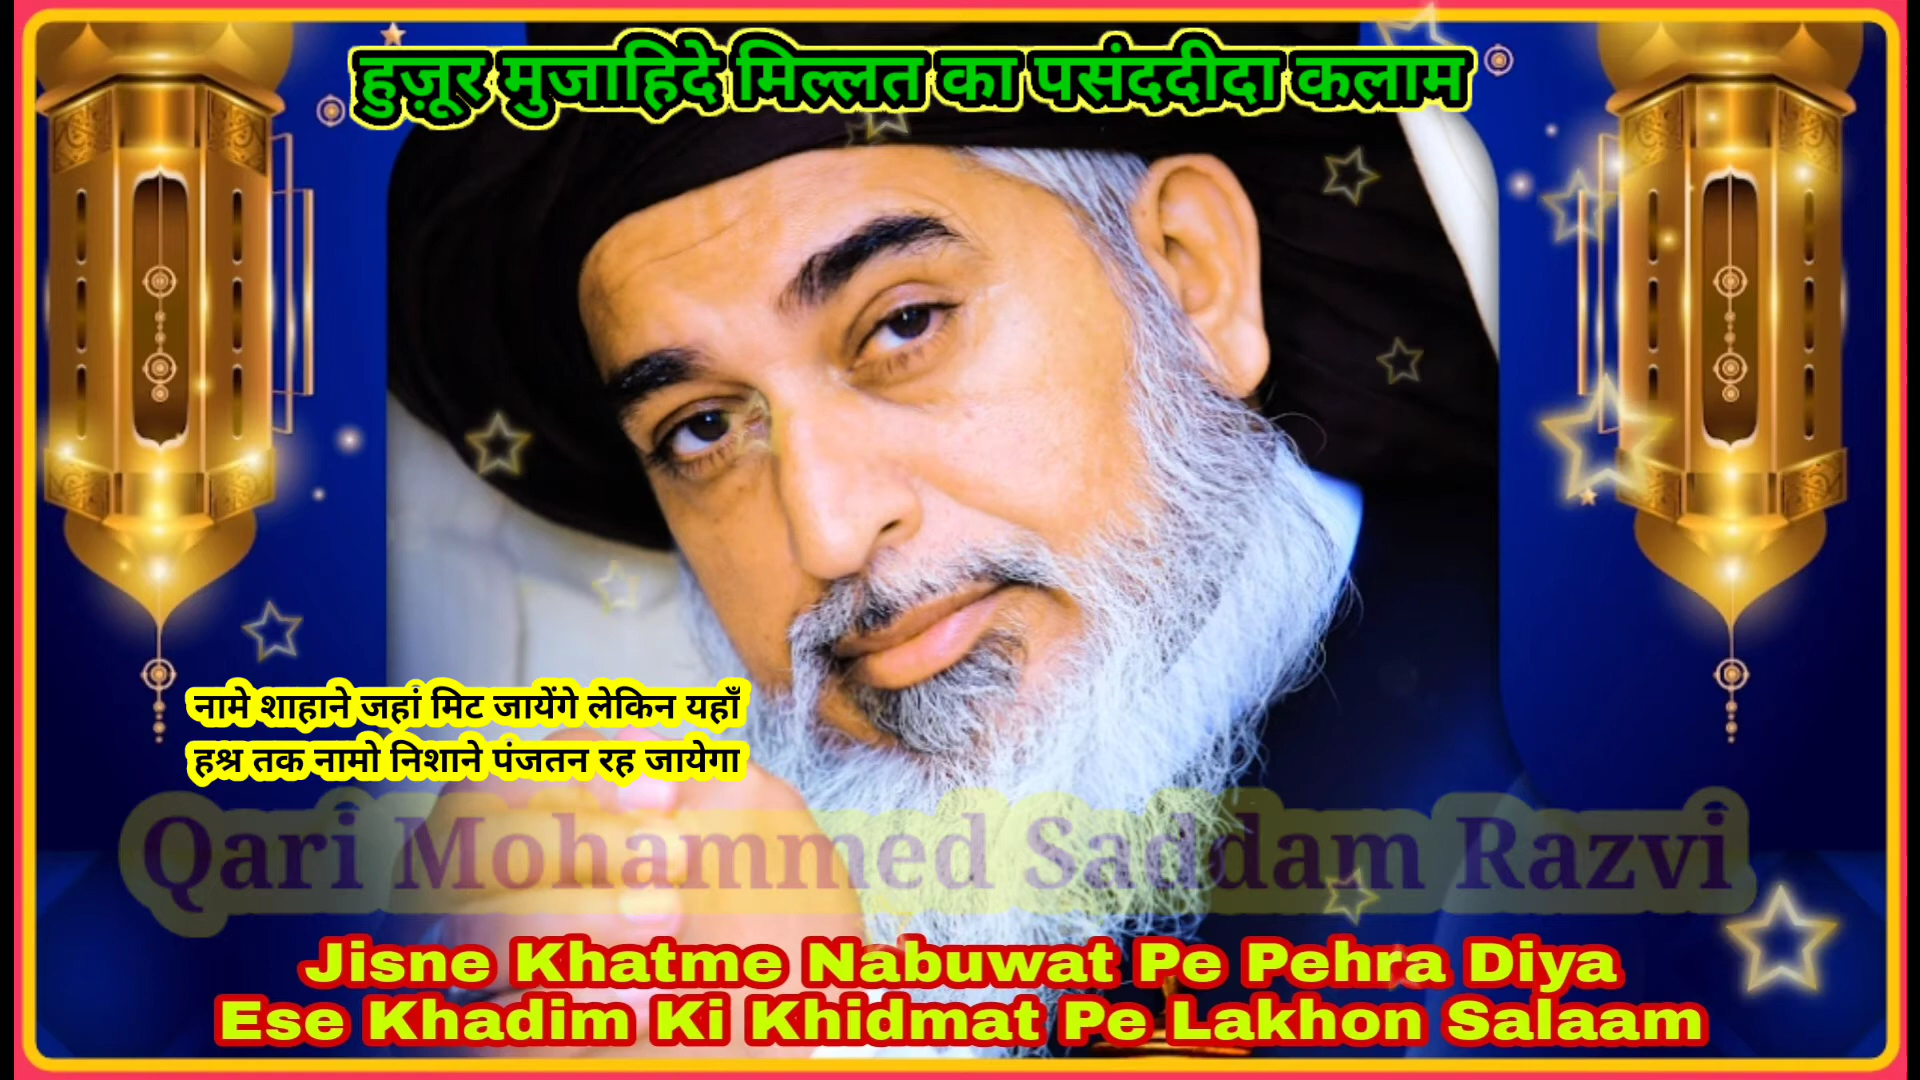 हुज़ूर मुजाहिदे मिल्लत का पसंददीदा कलाम
नामे शाहाने जहां मिट जायेंगे लेकिन यहाँ
हश्र तक नामो निशाने पंजतन रह जायेगा
Qari Mohammed Saddam Razvi
Jisne Khatme Nabuwat Pe Pehra Diya
Ese Khadim Ki Khidmat Pe Lakhon Salaam